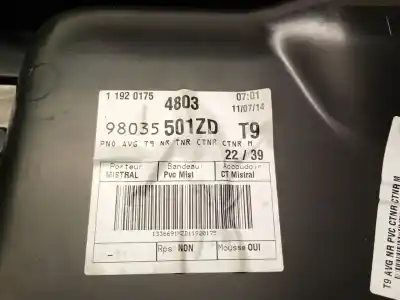 1 192 0175 4803 07:01
11/07/14
98035 501ZD T9
PNO AVG T9 NR TNR CTNR CTNR M
22 / 39
Porteur Bandeau Accoudoir
MISTRAL Pvc Mist CT Mistral
Rps NON Mousse OUI
T9 AVG NR PVC CTNR CTNR M